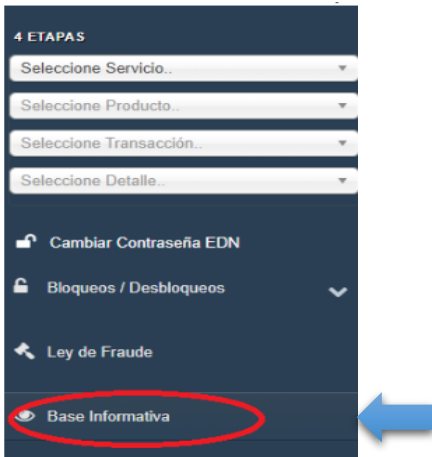 4 ETAPAS
Seleccione Servicio..
Seleccione Producto..
Seleccione Transacción..
Seleccione Detalle..
Cambiar Contraseña EDN
Bloqueos / Desbloqueos
Ley de Fraude
Base Informativa